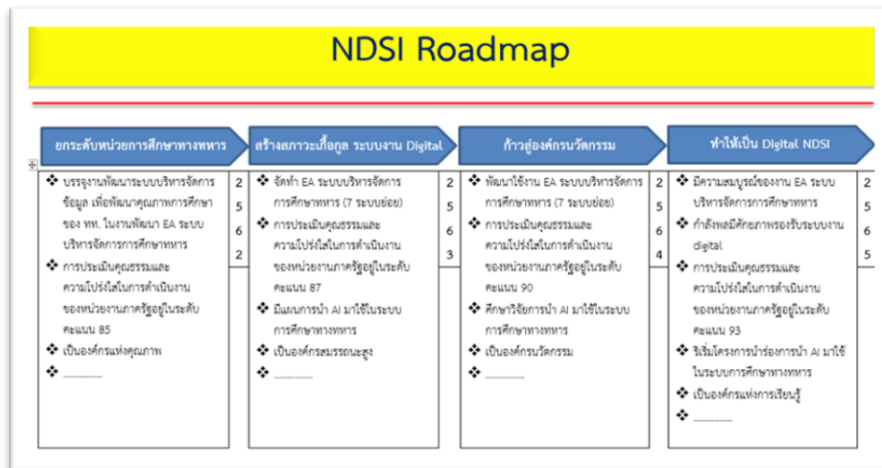 NDSI Roadmap
ยกระดับหน่วยการศึกษาทางทหาร
❖ บรรจุงานพัฒนาระบบบริหารจัดการ
ข้อมูล เพื่อพัฒนาคุณภาพการศึกษา
ของ ทท. ในงานพัฒนา EA ระบบ
บริหารจัดการการศึกษาทหาร
❖ การประเมินคุณธรรมและ
ความโปร่งใสในการดำเนินงาน
ของหน่วยงานภาครัฐอยู่ในระดับ
คะแนน 85
❖ เป็นองค์กรแห่งคุณภาพ
❖ ................
2
5
6
2
สร้างสภาวะเกื้อกูล ระบบงาน Digital
❖ จัดทำ EA ระบบบริหารจัดการ
การศึกษาทหาร (7 ระบบย่อย)
❖ การประเมินคุณธรรมและ
ความโปร่งใสในการดำเนินงาน
ของหน่วยงานภาครัฐอยู่ในระดับ
คะแนน 87
❖ มีแผนการนำ AI มาใช้ในระบบ
การศึกษาทางทหาร
❖ เป็นองค์กรสมรรถนะสูง
❖ ................
2
5
6
3
ก้าวสู่องค์กรนวัตกรรม
❖ พัฒนาใช้งาน EA ระบบบริหารจัดการ
การศึกษาทหาร (7 ระบบย่อย)
❖ การประเมินคุณธรรมและ
ความโปร่งใสในการดำเนินงาน
ของหน่วยงานภาครัฐอยู่ในระดับ
คะแนน 90
❖ ศึกษาวิจัยการนำ AI มาใช้ในระบบ
การศึกษาทางทหาร
❖ เป็นองค์กรนวัตกรรม
❖ ................
2
5
6
4
ทำให้เป็น Digital NDSI
❖ มีความสมบูรณ์ของงาน EA ระบบ
บริหารจัดการการศึกษาทหาร
❖ กำลังพลมีศักยภาพรองรับระบบงาน
digital
❖ การประเมินคุณธรรมและ
ความโปร่งใสในการดำเนินงาน
ของหน่วยงานภาครัฐอยู่ในระดับ
คะแนน 93
❖ ริเริ่มโครงการนำร่องการนำ AI มาใช้
ในระบบการศึกษาทางทหาร
❖ เป็นองค์กรแห่งการเรียนรู้
❖ ................
2
5
6
5